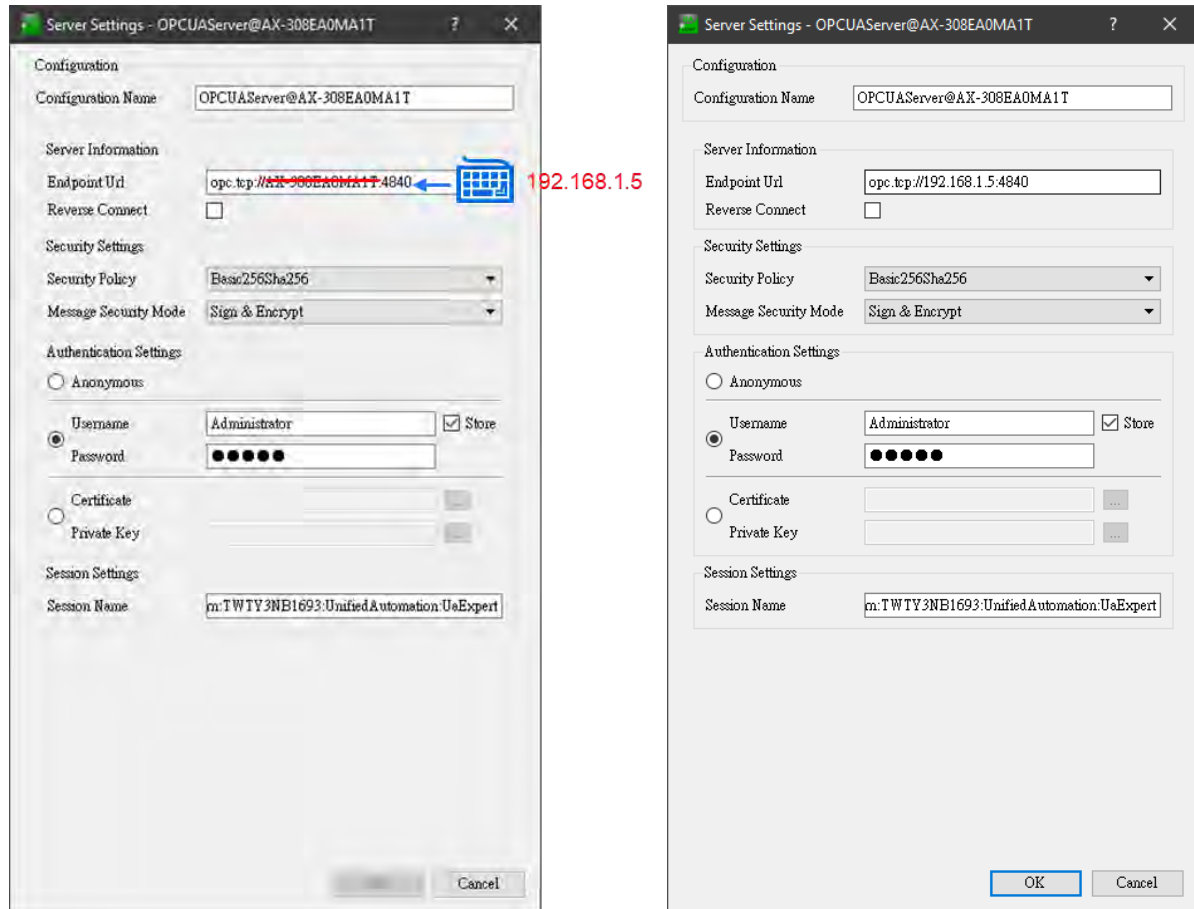 Server Settings - OPCUAServer@AX-308EA0MA1T ? ×
Configuration
Configuration Name OPCUAServer@AX-308EA0MA1T
Server Information
Endpoint Url opc.tcp://AX-308EA0MA1T:4840 192.168.1.5
Reverse Connect
Security Settings
Security Policy Basic256Sha256
Message Security Mode Sign & Encrypt
Authentication Settings
Anonymous
Username Administrator Store
Password ●●●●●
Certificate ...
Private Key ...
Session Settings
Session Name m:TWTY3NB1693:UnifiedAutomation:UaExpert
Cancel
Server Settings - OPCUAServer@AX-308EA0MA1T ? ×
Configuration
Configuration Name OPCUAServer@AX-308EA0MA1T
Server Information
Endpoint Url opc.tcp://192.168.1.5:4840
Reverse Connect
Security Settings
Security Policy Basic256Sha256
Message Security Mode Sign & Encrypt
Authentication Settings
Anonymous
Username Administrator Store
Password ●●●●●
Certificate ...
Private Key ...
Session Settings
Session Name m:TWTY3NB1693:UnifiedAutomation:UaExpert
OK Cancel